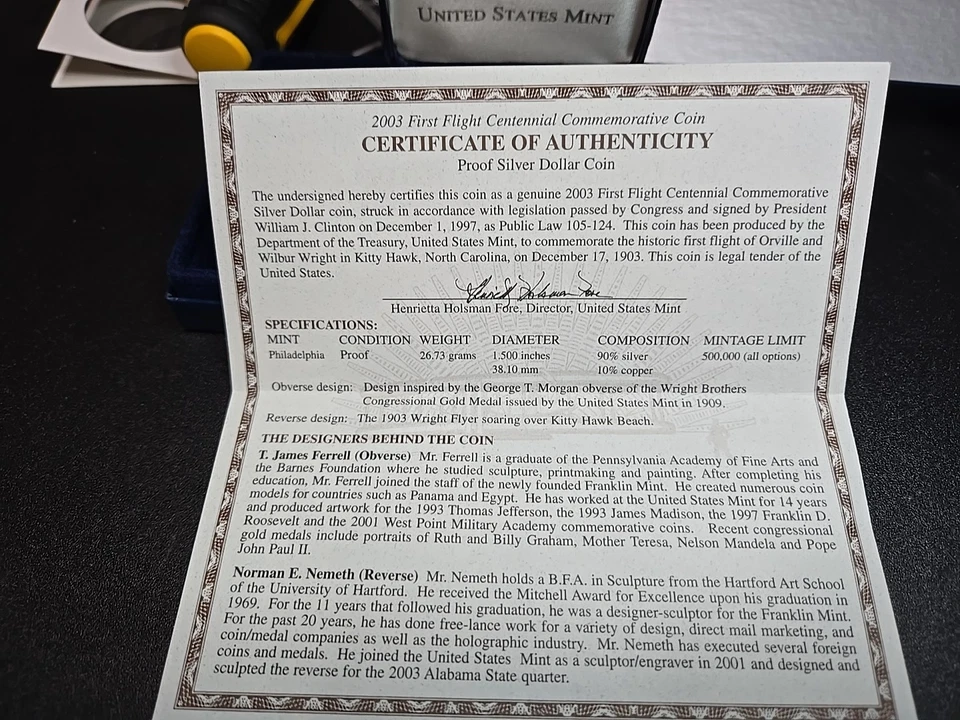 UNITED STATES MINT
2003 First Flight Centennial Commemorative Coin
CERTIFICATE OF AUTHENTICITY
Proof Silver Dollar Coin
The undersigned hereby certifies this coin as a genuine 2003 First Flight Centennial Commemorative
Silver Dollar coin, struck in accordance with legislation passed by Congress and signed by President
William J. Clinton on December 1, 1997, as Public Law 105-124. This coin has been produced by the
Department of the Treasury, United States Mint, to commemorate the historic first flight of Orville and
Wilbur Wright in Kitty Hawk, North Carolina, on December 17, 1903. This coin is legal tender of the
United States.
Henrietta Holsman Fore
Henrietta Holsman Fore, Director, United States Mint
SPECIFICATIONS:
MINT CONDITION WEIGHT DIAMETER COMPOSITION MINTAGE LIMIT
Philadelphia Proof 26.73 grams 1.500 inches 90% silver 500,000 (all options)
38.10 mm 10% copper
Obverse design: Design inspired by the George T. Morgan obverse of the Wright Brothers
Congressional Gold Medal issued by the United States Mint in 1909.
Reverse design: The 1903 Wright Flyer soaring over Kitty Hawk Beach.
THE DESIGNERS BEHIND THE COIN
T. James Ferrell (Obverse) Mr. Ferrell is a graduate of the Pennsylvania Academy of Fine Arts and
the Barnes Foundation where he studied sculpture, printmaking and painting. After completing his
education, Mr. Ferrell joined the staff of the newly founded Franklin Mint. He created numerous coin
models for countries such as Panama and Egypt. He has worked at the United States Mint for 14 years
and produced artwork for the 1993 Thomas Jefferson, the 1993 James Madison, the 1997 Franklin D.
Roosevelt and the 2001 West Point Military Academy commemorative coins. Recent congressional
gold medals include portraits of Ruth and Billy Graham, Mother Teresa, Nelson Mandela and Pope
John Paul II.
Norman E. Nemeth (Reverse) Mr. Nemeth holds a B.F.A. in Sculpture from the Hartford Art School
of the University of Hartford. He received the Mitchell Award for Excellence upon his graduation in
1969. For the 11 years that followed his graduation, he was a designer-sculptor for the Franklin Mint.
For the past 20 years, he has done free-lance work for a variety of design, direct mail marketing, and
coin/medal companies as well as the holographic industry. Mr. Nemeth has executed several foreign
coins and medals. He joined the United States Mint as a sculptor/engraver in 2001 and designed and
sculpted the reverse for the 2003 Alabama State quarter.